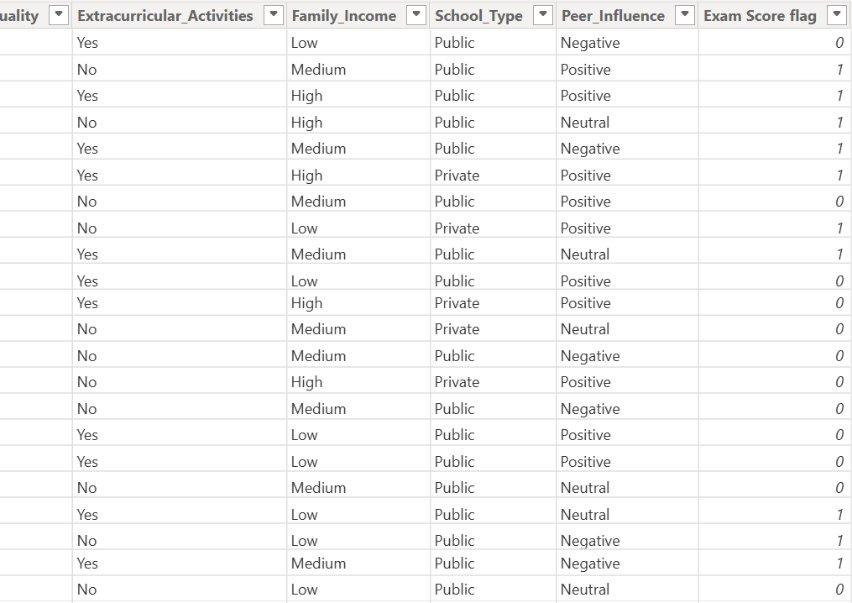 uality Extracurricular_Activities Family_Income School_Type Peer_Influence Exam Score flag
Yes Low Public Negative 0
No Medium Public Positive 1
Yes High Public Positive 1
No High Public Neutral 1
Yes Medium Public Negative 1
Yes High Private Positive 1
No Medium Public Positive 0
No Low Private Positive 1
Yes Medium Public Neutral 1
Yes Low Public Positive 0
Yes High Private Positive 0
No Medium Private Neutral 0
No Medium Public Negative 0
No High Private Positive 0
No Medium Public Negative 0
Yes Low Public Positive 0
Yes Low Public Positive 0
No Medium Public Neutral 0
Yes Low Public Neutral 1
No Low Public Negative 1
Yes Medium Public Negative 1
No Low Public Neutral 0